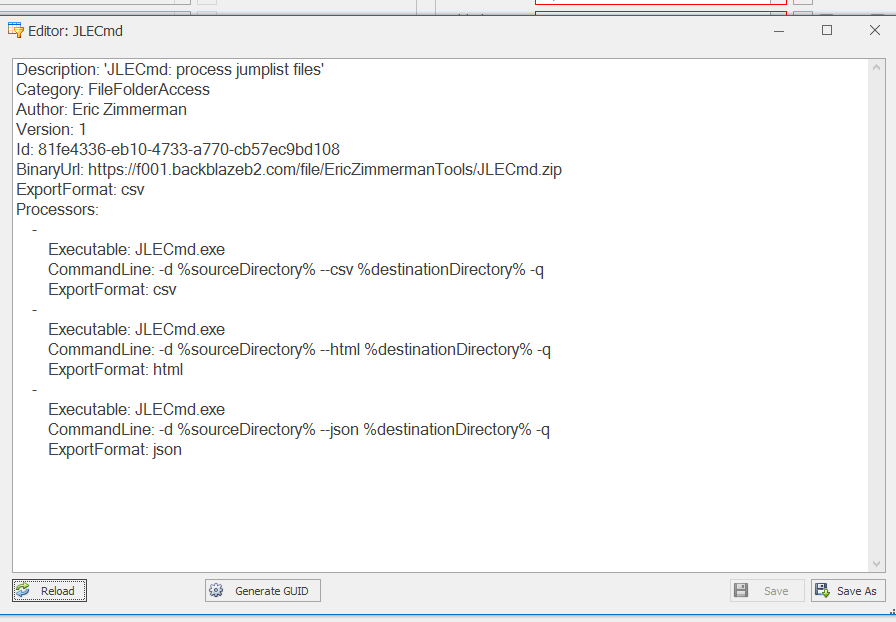 Editor: JLECmd
Description: 'JLECmd: process jumplist files'
Category: FileFolderAccess
Author: Eric Zimmerman
Version: 1
Id: 81fe4336-eb10-4733-a770-cb57ec9bd108
BinaryUrl: https://f001.backblazeb2.com/file/EricZimmermanTools/JLECmd.zip
ExportFormat: csv
Processors:
-
Executable: JLECmd.exe
CommandLine: -d %sourceDirectory% --csv %destinationDirectory% -q
ExportFormat: csv
-
Executable: JLECmd.exe
CommandLine: -d %sourceDirectory% --html %destinationDirectory% -q
ExportFormat: html
-
Executable: JLECmd.exe
CommandLine: -d %sourceDirectory% --json %destinationDirectory% -q
ExportFormat: json
Reload Generate GUID Save Save As